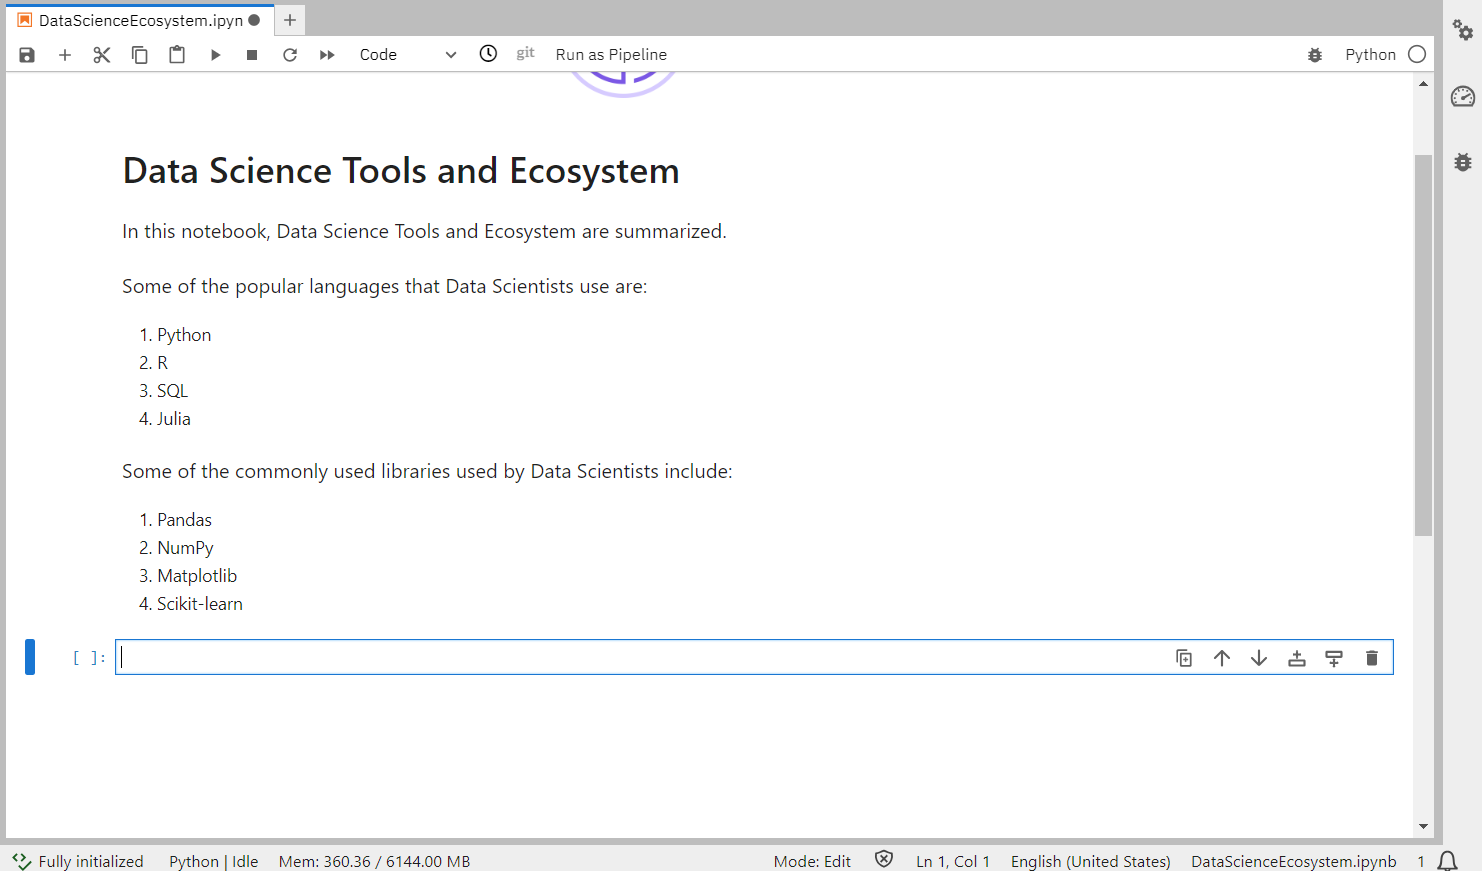 DataScienceEcosystem.ipyn
Code
git
Run as Pipeline
Python
Data Science Tools and Ecosystem
In this notebook, Data Science Tools and Ecosystem are summarized.
Some of the popular languages that Data Scientists use are:
1. Python
2. R
3. SQL
4. Julia
Some of the commonly used libraries used by Data Scientists include:
1. Pandas
2. NumPy
3. Matplotlib
4. Scikit-learn
[ ]:
Fully initialized
Python | Idle
Mem: 360.36 / 6144.00 MB
Mode: Edit
Ln 1, Col 1
English (United States)
DataScienceEcosystem.ipynb
1